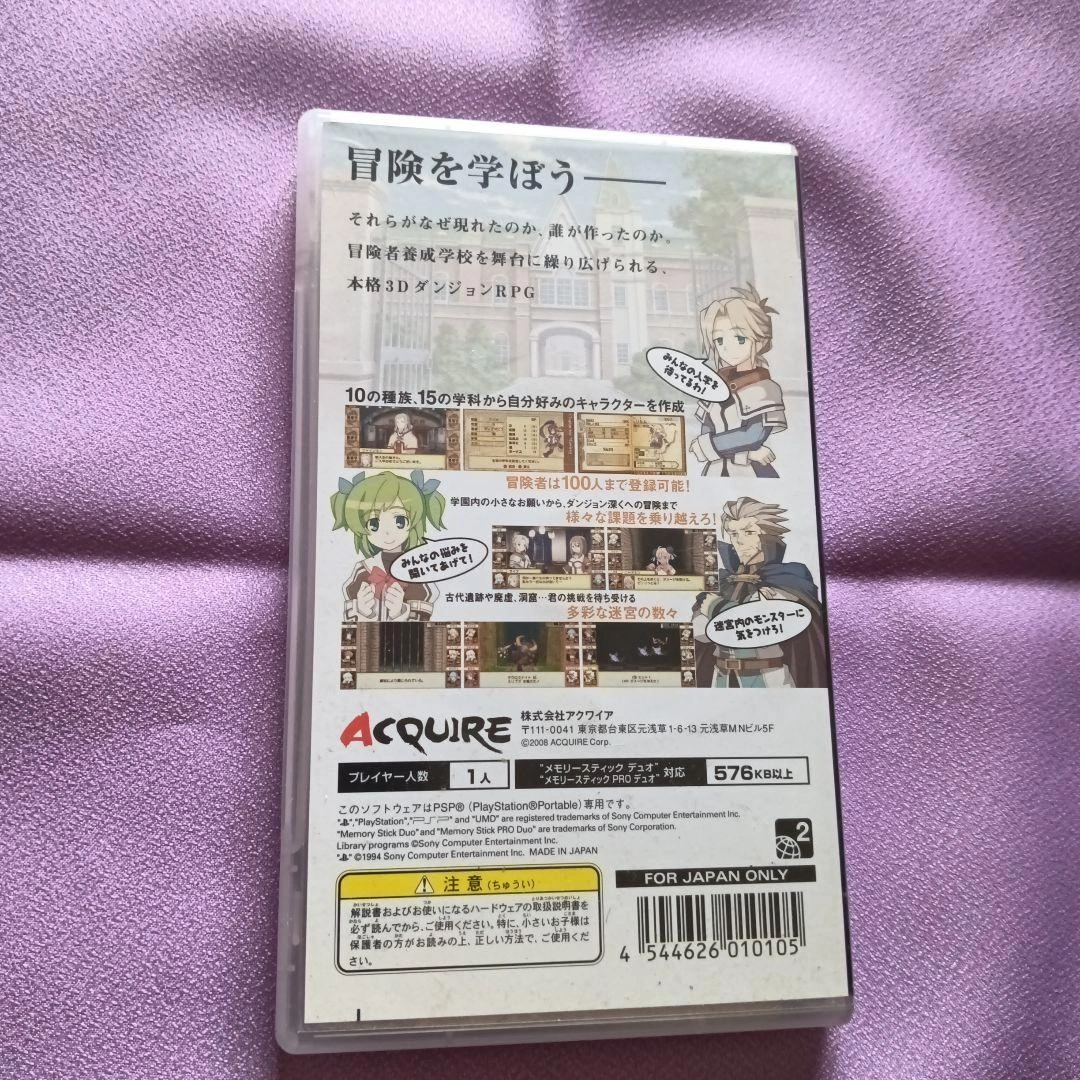 冒険を学ぼう――
それらがなぜ現れたのか、誰が作ったのか。
冒険者養成学校を舞台に繰り広げられる、
本格3DダンジョンRPG
みんなの入学を
待ってるわ!
10の種族、15の学科から自分好みのキャラクターを作成
冒険者は100人まで登録可能!
学園内の小さなお願いから、ダンジョン深くへの冒険まで
様々な課題を乗り越えろ!
みんなの悩みを
聞いてあげて!
古代遺跡や廃虚、洞窟…君の挑戦を待ち受ける
多彩な迷宮の数々
迷宮内のモンスターに
気をつけろ!
ACQUIRE
株式会社アクワイア
〒111-0041 東京都台東区元浅草1-6-13 元浅草MNビル5F
©2008 ACQUIRE Corp.
プレイヤー人数 1人
"メモリースティック デュオ"
"メモリースティック PRO デュオ" 対応 576KB以上
このソフトウェアはPSP®(PlayStation®Portable)専用です。
" ","PlayStation","PSP" and "UMD" are registered trademarks of Sony Computer Entertainment Inc.
"Memory Stick Duo" and "Memory Stick PRO Duo" are trademarks of Sony Corporation.
Library programs ©Sony Computer Entertainment Inc.
" " ©1994 Sony Computer Entertainment Inc. MADE IN JAPAN
2
注意(ちゅうい)
解説書およびお使いになるハードウェアの取扱説明書を
必ず読んでから、ご使用ください。特に、小さいお子様は
保護者の方がお読みの上、正しい方法で、ご使用くだ
さい。
FOR JAPAN ONLY
4 544626 010105